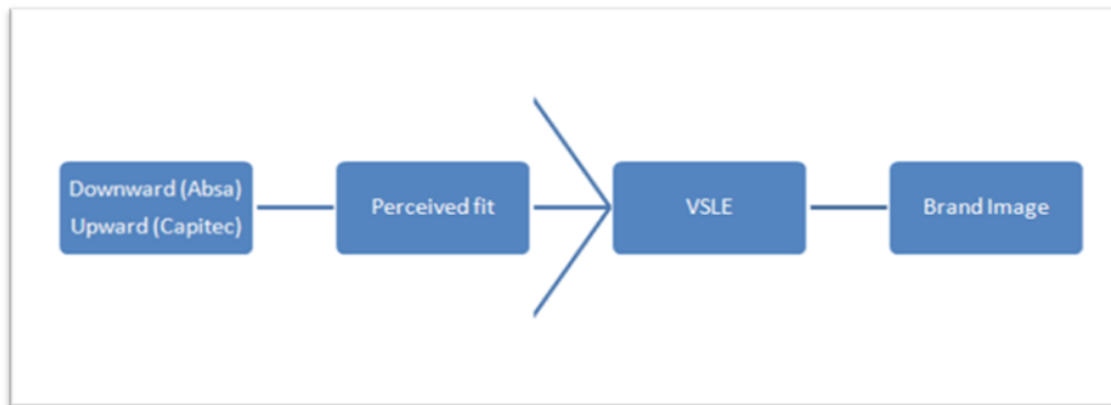 Downward (Absa)
Upward (Capitec)
Perceived fit
VSLE
Brand Image